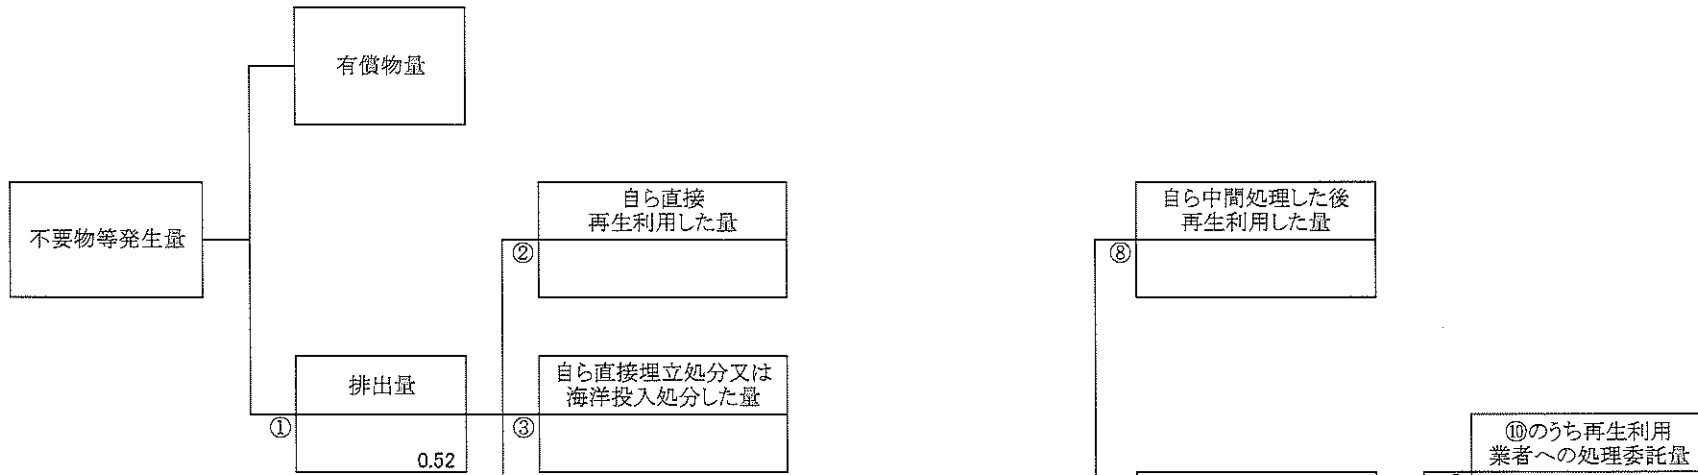 有償物量
不要物等発生量
自ら直接
再生利用した量
②
自ら中間処理した後
再生利用した量
⑧
排出量
①
0.52
自ら直接埋立処分又は
海洋投入処分した量
③
⑩のうち再生利用
業者への処理委託量